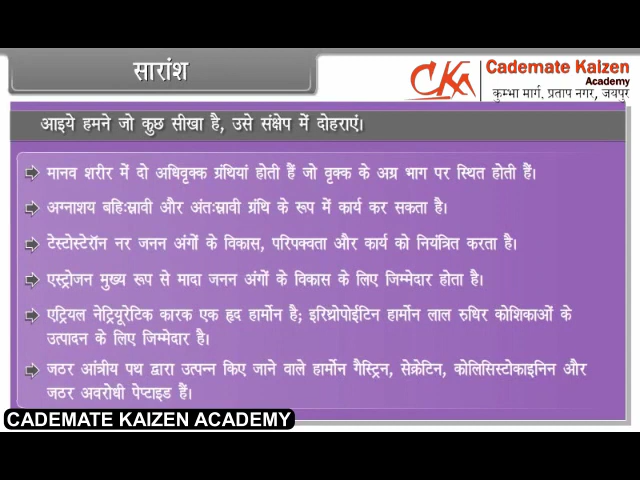 सारांश
CKA
Cademate Kaizen
Academy
कुम्भा मार्ग, प्रताप नगर, जयपुर
आइये हमने जो कुछ सीखा है, उसे संक्षेप में दोहराएं।
मानव शरीर में दो अधिवृक्क ग्रंथियां होती हैं जो वृक्क के अग्र भाग पर स्थित होती हैं।
अग्नाशय बहिःस्रावी और अंतःस्रावी ग्रंथि के रूप में कार्य कर सकता है।
टेस्टोस्टेरॉन नर जनन अंगों के विकास, परिपक्वता और कार्य को नियंत्रित करता है।
एस्ट्रोजन मुख्य रूप से मादा जनन अंगों के विकास के लिए जिम्मेदार होता है।
एट्रियल नेट्रियूरेटिक कारक एक हृद हार्मोन है; इरिथ्रोपोईटिन हार्मोन लाल रुधिर कोशिकाओं के
उत्पादन के लिए जिम्मेदार है।
जठर आंत्रीय पथ द्वारा उत्पन्न किए जाने वाले हार्मोन गैस्ट्रिन, सेक्रेटिन, कोलिसिस्टोकाइनिन और
जठर अवरोधी पेप्टाइड हैं।
CADEMATE KAIZEN ACADEMY